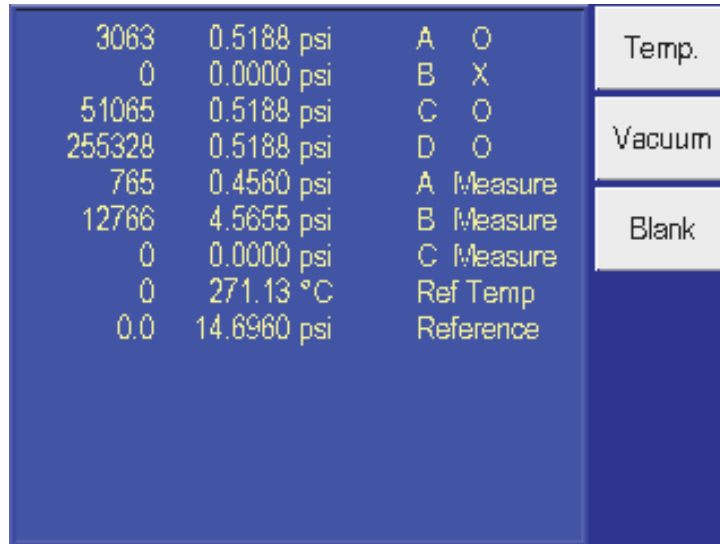 3063 0.5188 psi A O
0 0.0000 psi B X
51065 0.5188 psi C O
255328 0.5188 psi D O
765 0.4560 psi A Measure
12766 4.5655 psi B Measure
0 0.0000 psi C Measure
0 271.13 °C Ref Temp
0.0 14.6960 psi Reference
Temp.
Vacuum
Blank